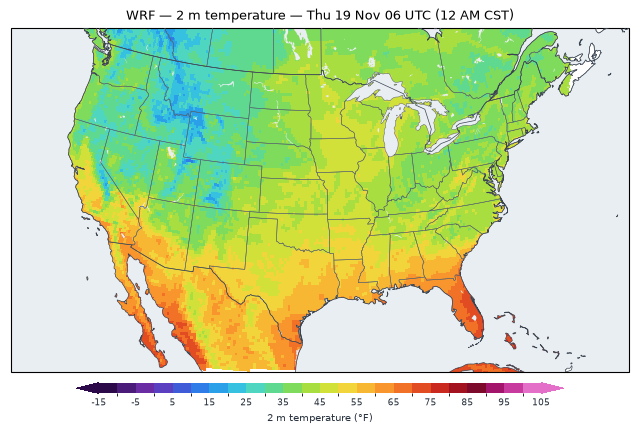 WRF — 2 m temperature — Thu 19 Nov 06 UTC (12 AM CST)
-15 -5 5 15 25 35 45 55 65 75 85 95 105
2 m temperature (°F)